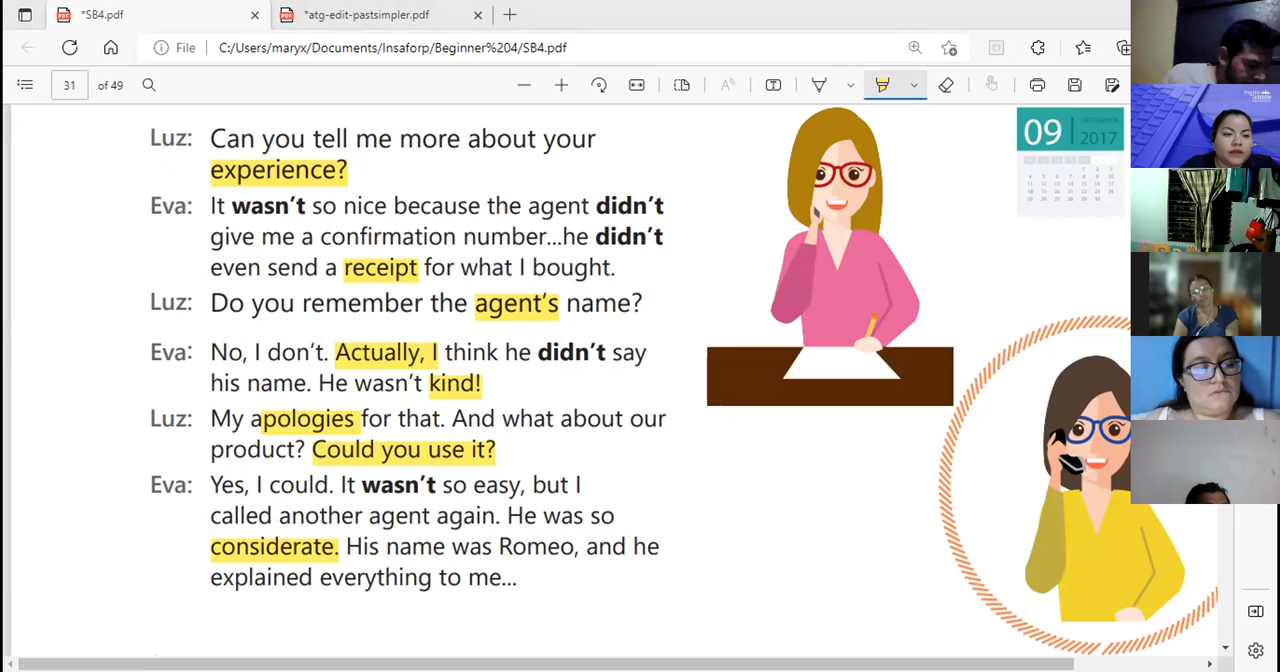 *SB4.pdf
*atg-edit-pastsimpler.pdf
File
C:/Users/maryx/Documents/Insaforp/Beginner%204/SB4.pdf
31 of 49
Luz: Can you tell me more about your
experience?
Eva: It wasn't so nice because the agent didn't
give me a confirmation number...he didn't
even send a receipt for what I bought.
Luz: Do you remember the agent's name?
Eva: No, I don't. Actually, I think he didn't say
his name. He wasn't kind!
Luz: My apologies for that. And what about our
product? Could you use it?
Eva: Yes, I could. It wasn't so easy, but I
called another agent again. He was so
considerate. His name was Romeo, and he
explained everything to me...
09
SEPTEMBER
2017